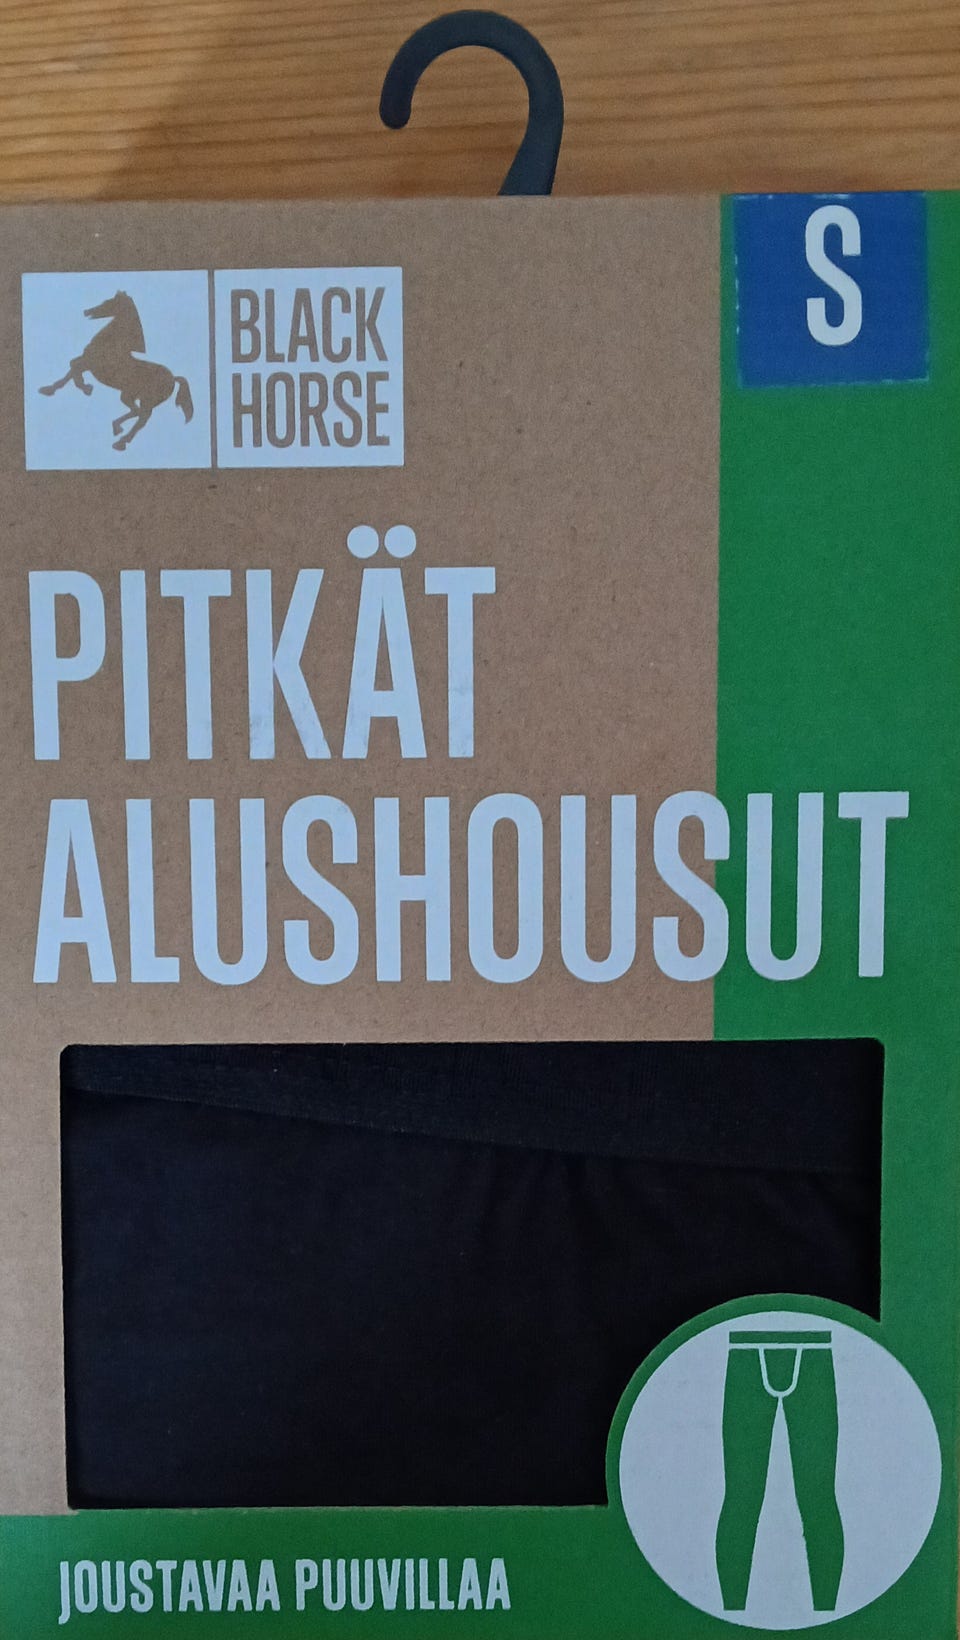 S
BLACK
HORSE
PITKÄT
ALUSHOUSUT
JOUSTAVAA PUUVILLAA